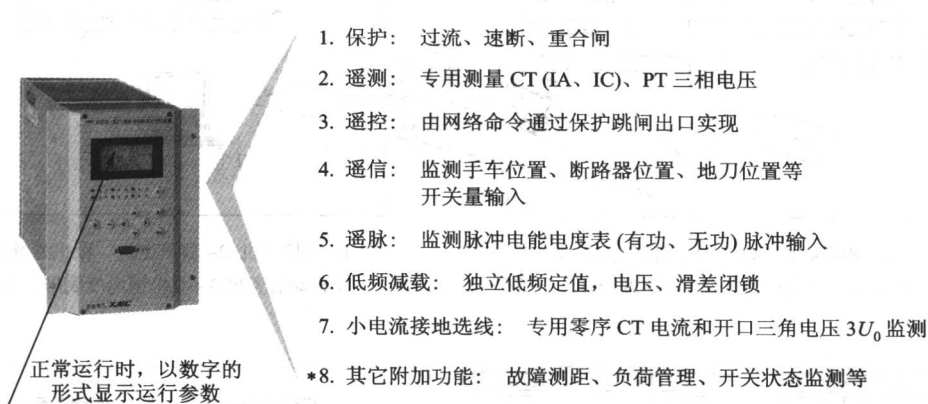 1. 保护： 过流、速断、重合闸
2. 遥测： 专用测量 CT (IA、IC)、PT 三相电压
3. 遥控： 由网络命令通过保护跳闸出口实现
4. 遥信： 监测手车位置、断路器位置、地刀位置等
开关量输入
5. 遥脉： 监测脉冲电能电度表 (有功、无功) 脉冲输入
6. 低频减载： 独立低频定值，电压、滑差闭锁
7. 小电流接地选线： 专用零序 CT 电流和开口三角电压 3U₀ 监测
*8. 其它附加功能： 故障测距、负荷管理、开关状态监测等
正常运行时，以数字的
形式显示运行参数